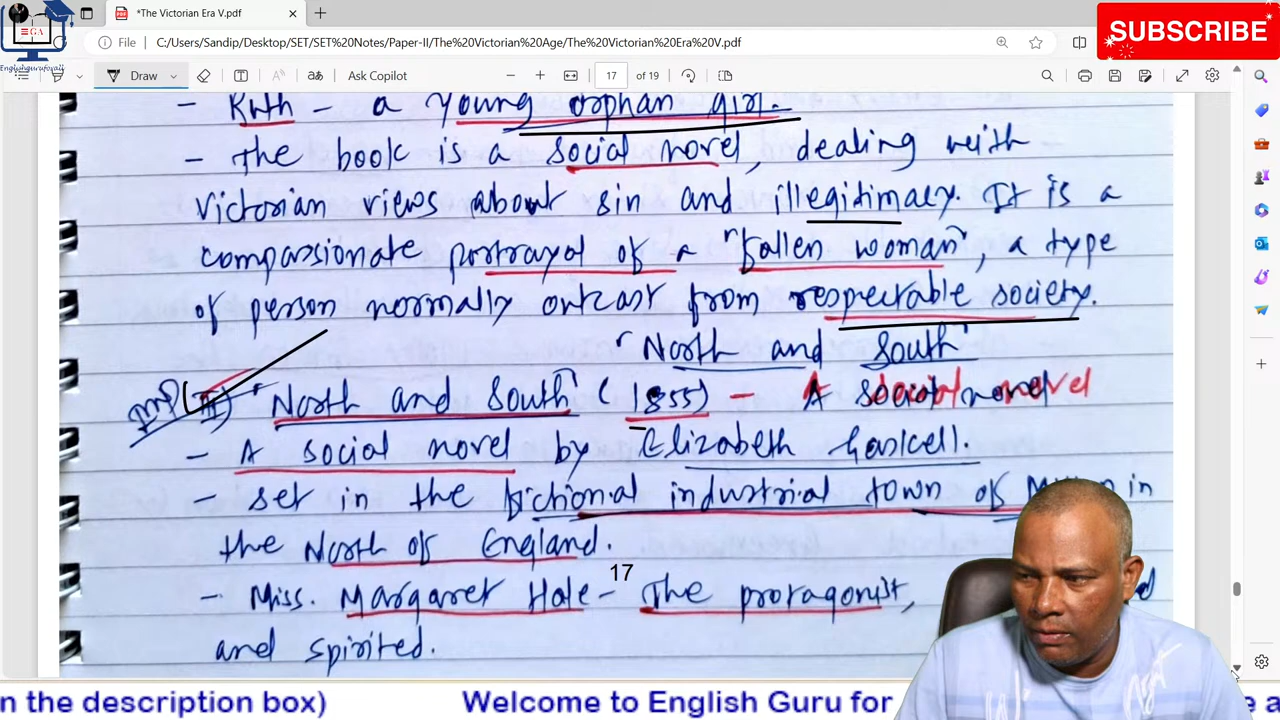 *The Victorian Era V.pdf
SUBSCRIBE
EGA
Englishguruforall
File
C:/Users/Sandip/Desktop/SET/SET%20Notes/Paper-II/The%20Victorian%20Age/The%20Victorian%20Era%20V.pdf
Draw
Ask Copilot
17 of 19
- Ruth - a young orphan girl.
- The book is a social novel, dealing with
Victorian views about sin and illegitimacy. It is a
compassionate portrayal of a "fallen woman", a type
of person normally outcast from respectable society.
"North and South"
Imp "North and South" (1855) - A social novel
- A social novel by Elizabeth Gaskell.
- set in the fictional industrial town of in
the North of England.
17
- Miss. Margaret Hale - The protagonist,
and spirited.
n the description box)
Welcome to English Guru for
e a